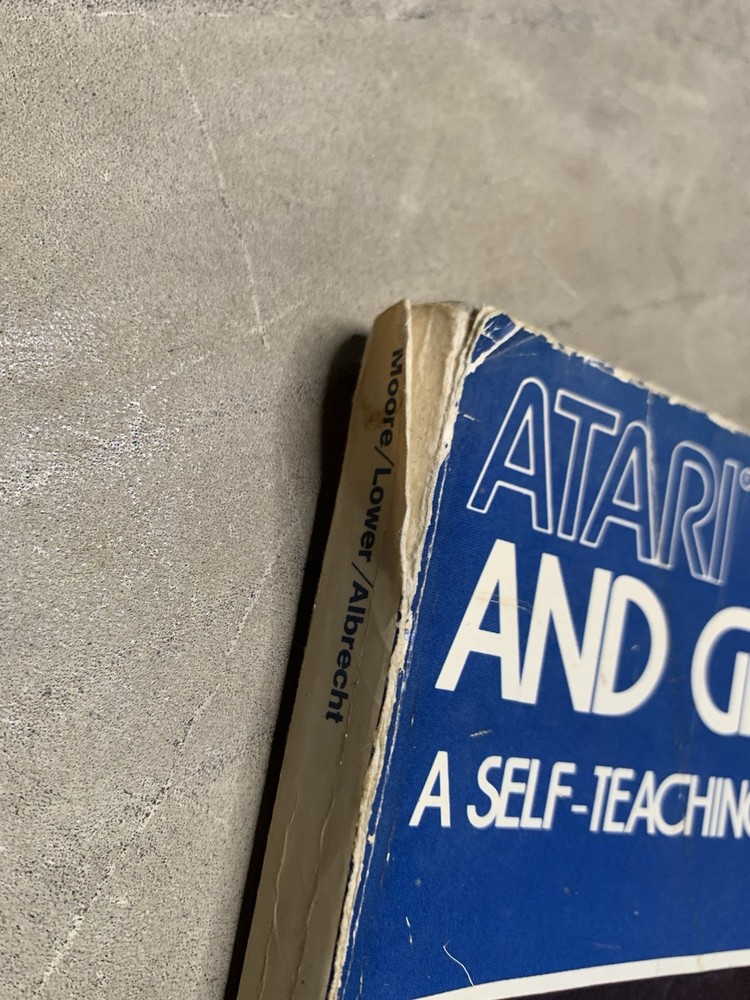 Moore/Lower/Albrecht
ATARI®
AND G
A SELF-TEACHING